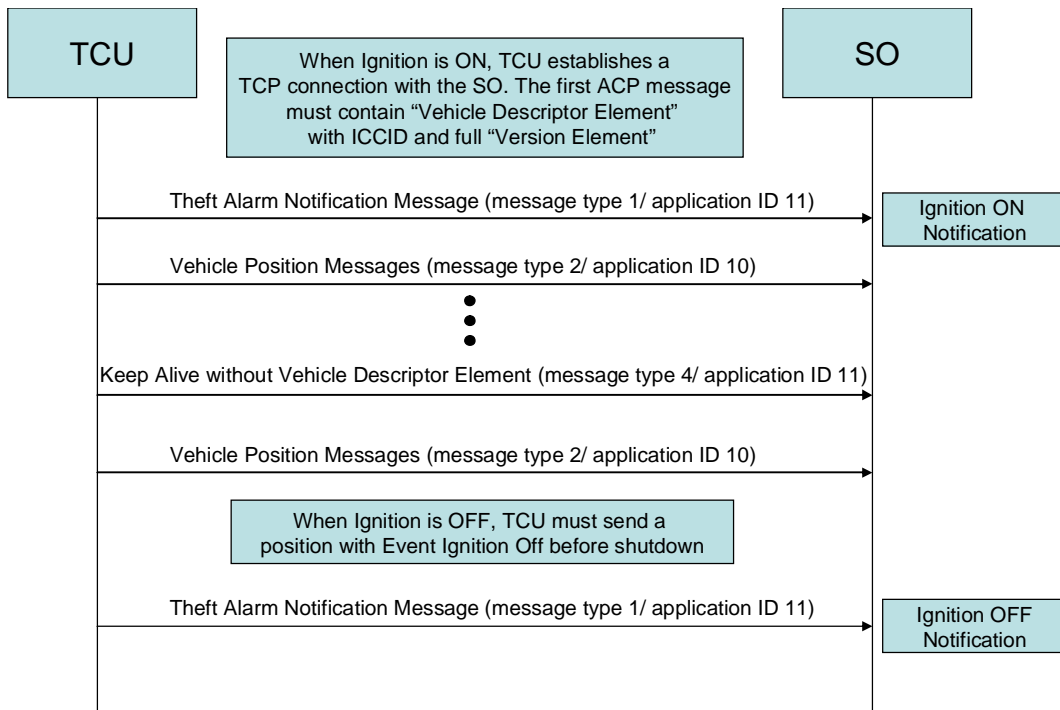 TCU
SO
When Ignition is ON, TCU establishes a
TCP connection with the SO. The first ACP message
must contain “Vehicle Descriptor Element”
with ICCID and full “Version Element”
Theft Alarm Notification Message (message type 1/ application ID 11)
Ignition ON
Notification
Vehicle Position Messages (message type 2/ application ID 10)
Keep Alive without Vehicle Descriptor Element (message type 4/ application ID 11)
Vehicle Position Messages (message type 2/ application ID 10)
When Ignition is OFF, TCU must send a
position with Event Ignition Off before shutdown
Theft Alarm Notification Message (message type 1/ application ID 11)
Ignition OFF
Notification